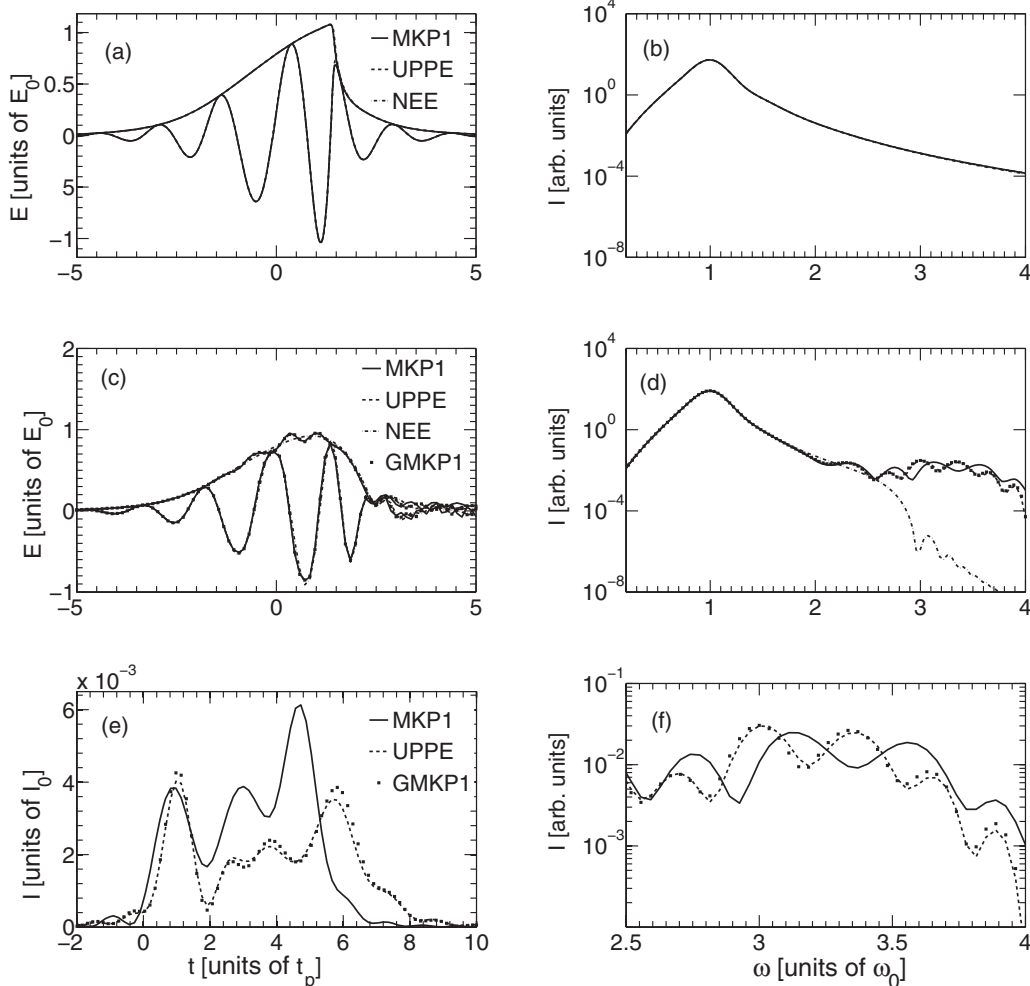 (a)
MKP1
UPPE
NEE
E [units of E0]
1
0.5
0
5
−1
−5
0
5
(b)
I [arb. units]
10^4
10^0
10^−4
10^−8
1
2
3
4
(c)
MKP1
UPPE
NEE
GMKP1
E [units of E0]
2
1
0
−1
−5
0
5
(d)
I [arb. units]
10^4
10^0
10^−4
10^−8
1
2
3
4
x 10^−3
(e)
MKP1
UPPE
GMKP1
I [units of I0]
6
4
2
0
−2
0
2
4
6
8
10
t [units of tp]
(f)
I [arb. units]
10^−1
10^−2
10^−3
2.5
3
3.5
4
ω [units of ω0]